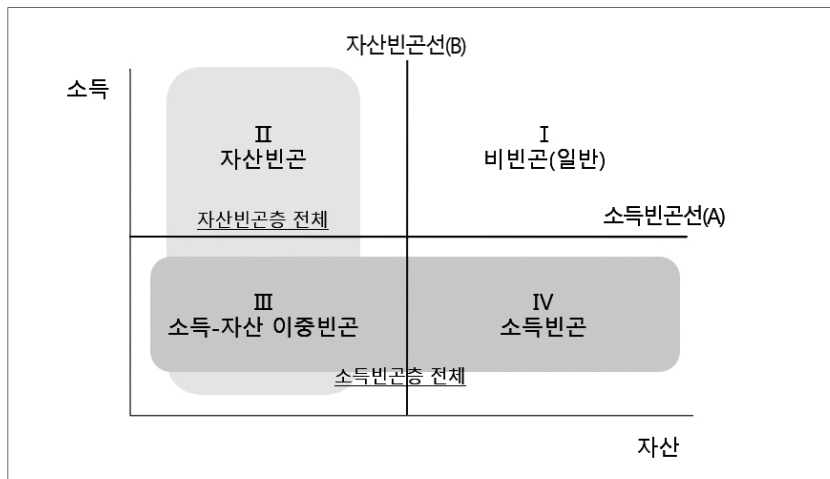 자산빈곤선(B)
소득
Ⅱ
자산빈곤
Ⅰ
비빈곤(일반)
자산빈곤층 전체
소득빈곤선(A)
Ⅲ
소득-자산 이중빈곤
Ⅳ
소득빈곤
소득빈곤층 전체
자산